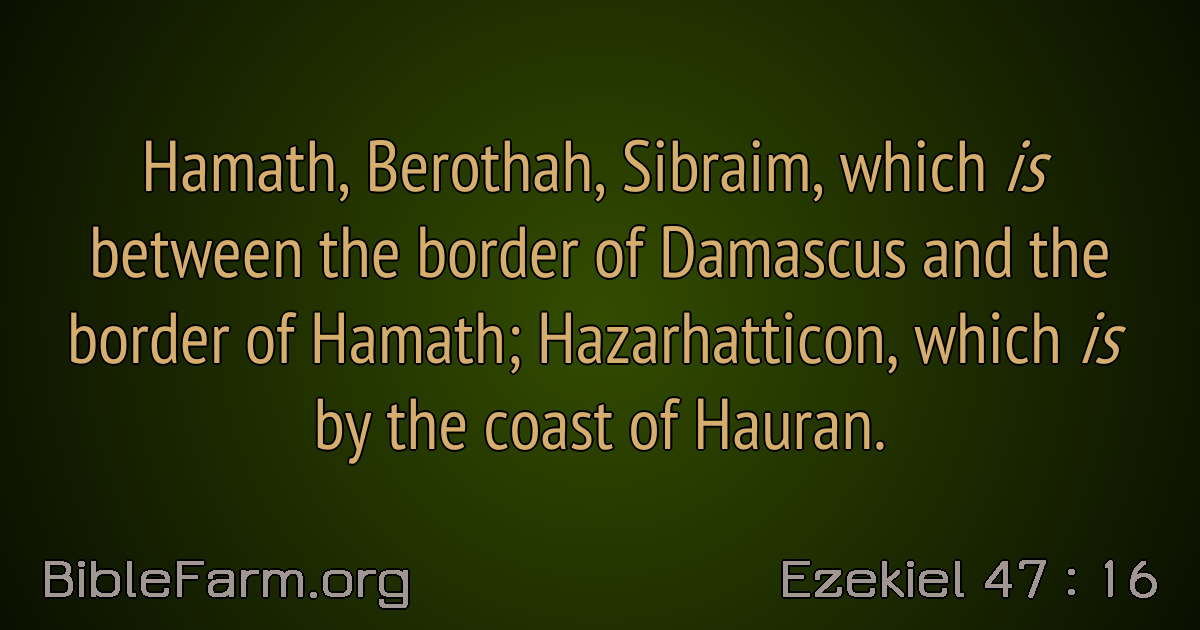 Hamath, Berothah, Sibraim, which is
between the border of Damascus and the
border of Hamath; Hazarhatticon, which is
by the coast of Hauran.
BibleFarm.org
Ezekiel 47 : 16